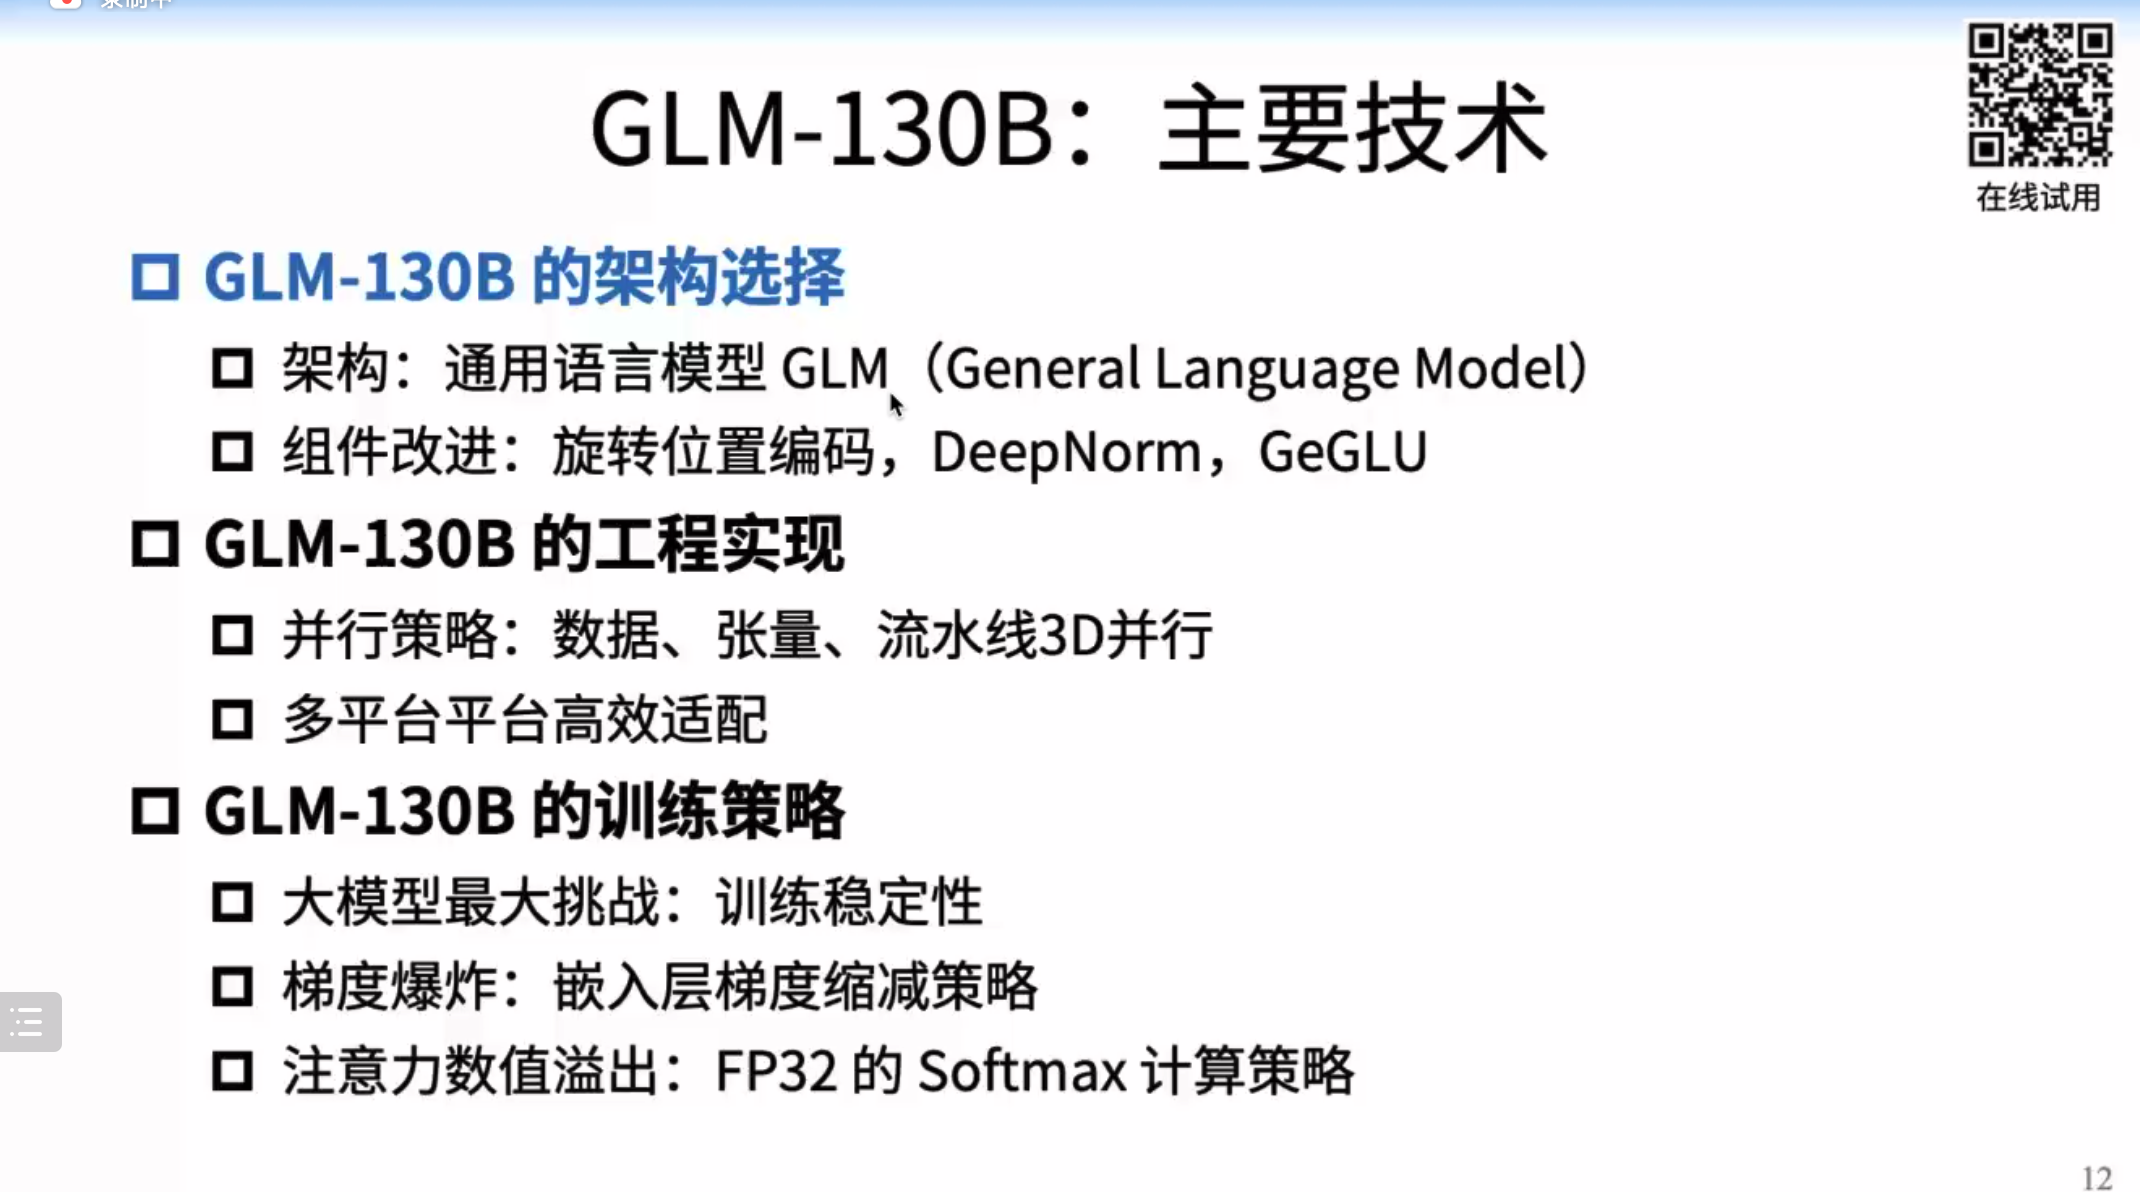 GLM-130B：主要技术
在线试用
GLM-130B 的架构选择
架构：通用语言模型 GLM（General Language Model）
组件改进：旋转位置编码，DeepNorm，GeGLU
GLM-130B 的工程实现
并行策略：数据、张量、流水线3D并行
多平台平台高效适配
GLM-130B 的训练策略
大模型最大挑战：训练稳定性
梯度爆炸：嵌入层梯度缩减策略
注意力数值溢出：FP32 的 Softmax 计算策略
12